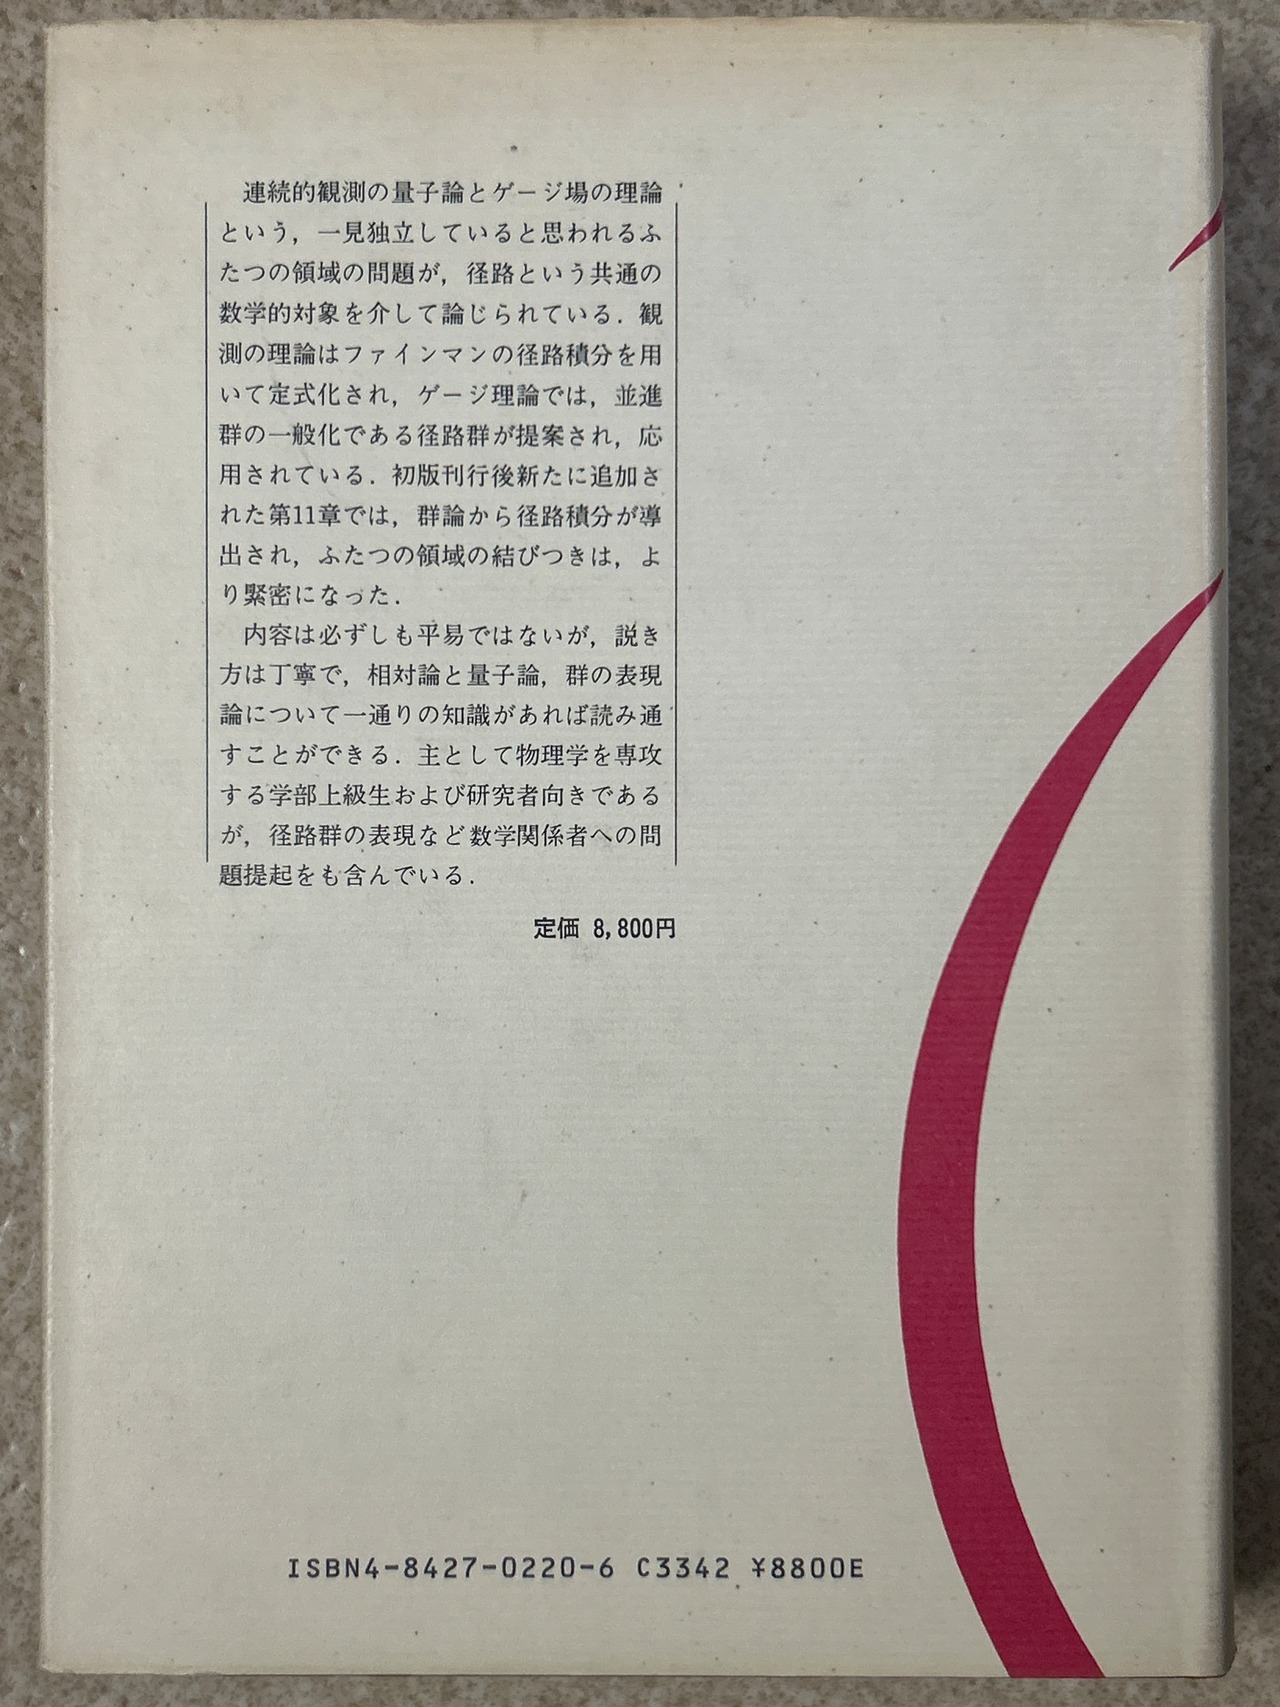 連続的観測の量子論とゲージ場の理論
という，一見独立していると思われるふ
たつの領域の問題が，径路という共通の
数学的対象を介して論じられている．観
測の理論はファインマンの径路積分を用
いて定式化され，ゲージ理論では，並進
群の一般化である径路群が提案され，応
用されている．初版刊行後新たに追加さ
れた第11章では，群論から径路積分が導
出され，ふたつの領域の結びつきは，よ
り緊密になった．
内容は必ずしも平易ではないが，説き
方は丁寧で，相対論と量子論，群の表現
論について一通りの知識があれば読み通
すことができる．主として物理学を専攻
する学部上級生および研究者向きである
が，径路群の表現など数学関係者への問
題提起をも含んでいる．
定価 8,800円
ISBN4-8427-0220-6 C3342 ¥8800E